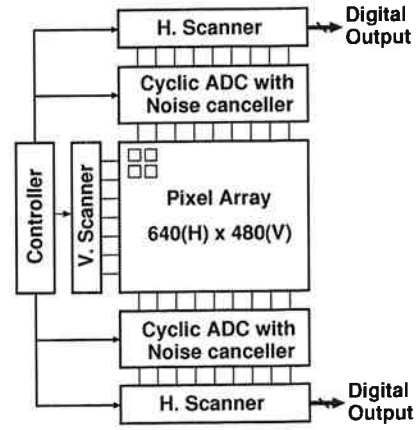 H. Scanner
Digital
Output
Cyclic ADC with
Noise canceller
Controller
V. Scanner
Pixel Array
640(H) x 480(V)
Cyclic ADC with
Noise canceller
H. Scanner
Digital
Output